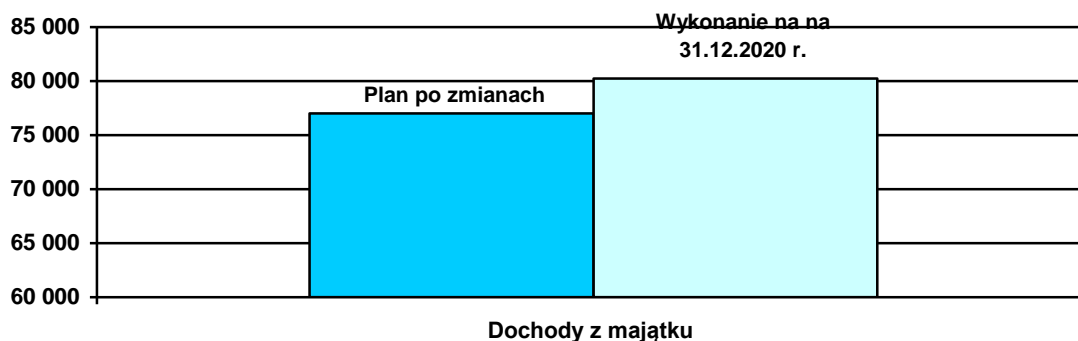 85 000
Wykonanie na na
31.12.2020 r.
80 000
Plan po zmianach
75 000
70 000
65 000
60 000
Dochody z majątku